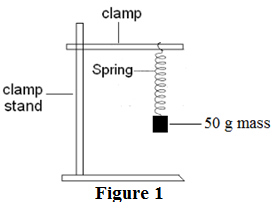 clamp
Spring
clamp
stand
50 g mass
Figure 1